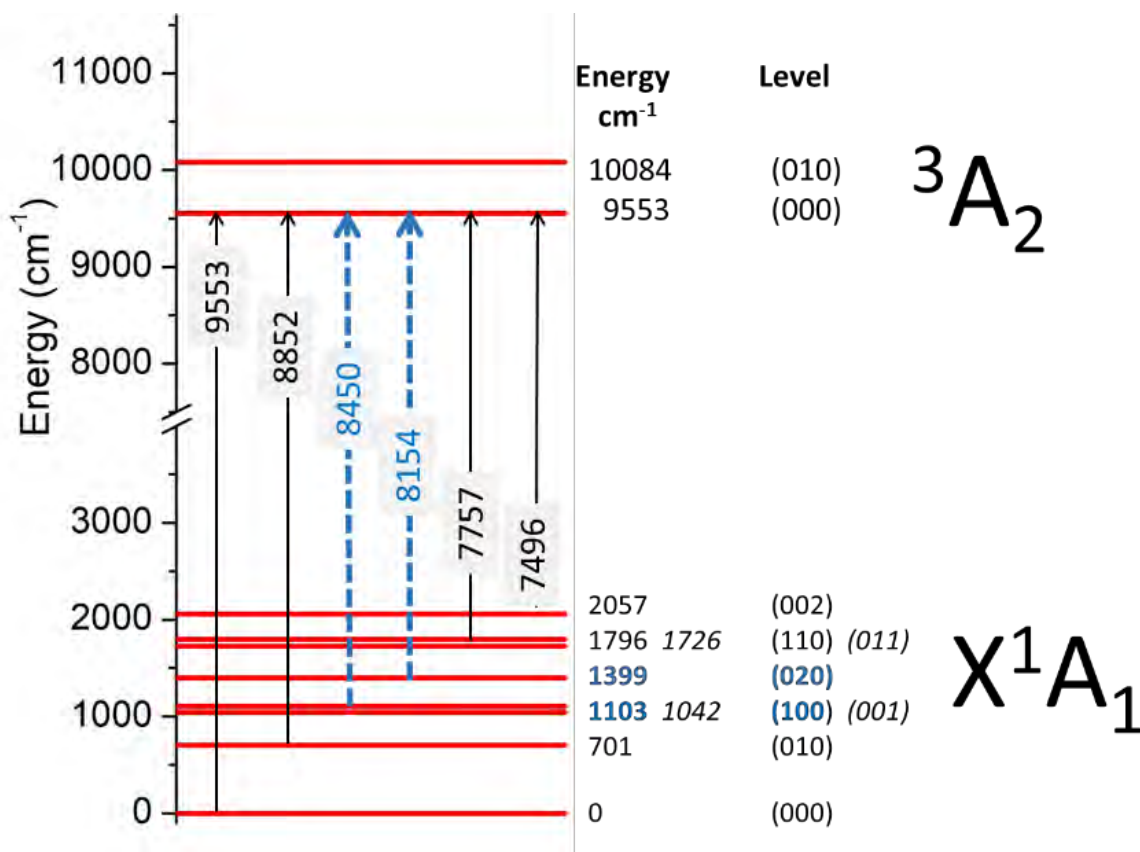 Energy (cm⁻¹)
11000
10000
9000
8000
3000
2000
1000
0
9553
8852
8450
8154
7757
7496
Energy Level
cm⁻¹
10084 (010)
9553 (000)
³A₂
2057 (002)
1796 1726 (110) (011)
1399 (020)
1103 1042 (100) (001)
701 (010)
0 (000)
X¹A₁